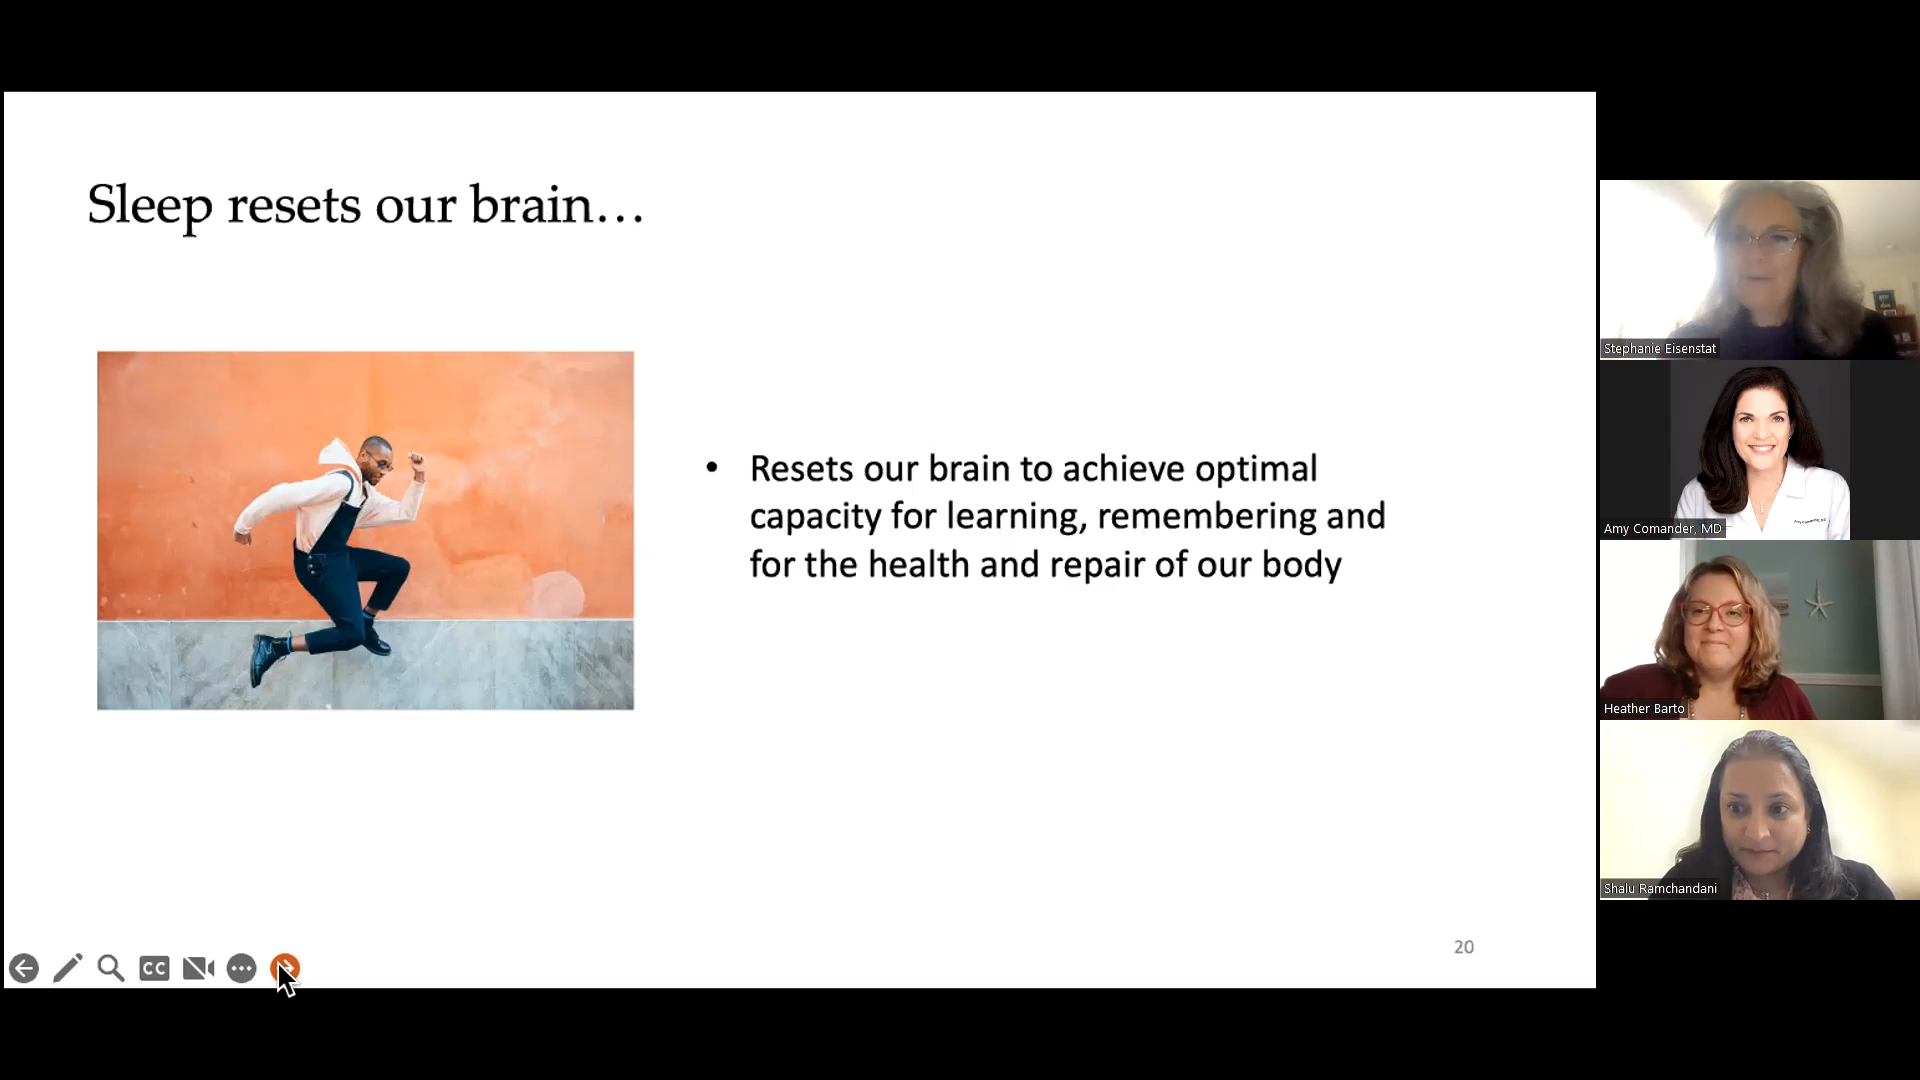 Sleep resets our brain…
• Resets our brain to achieve optimal
capacity for learning, remembering and
for the health and repair of our body
20
CC
Stephanie Eisenstat
Amy Comander, MD
Heather Barto
Shalu Ramchandani